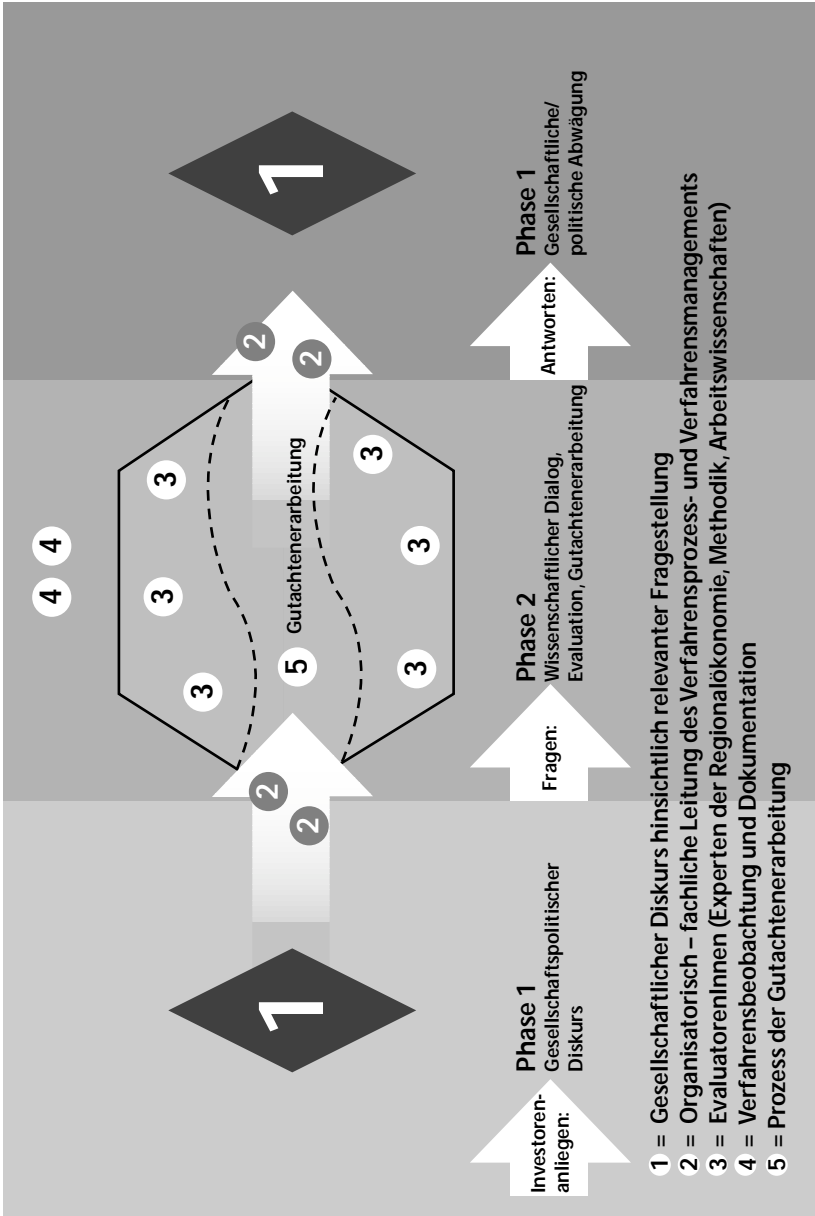 1
2
2
4 4
3
3
3
5 Gutachtenerarbeitung
3
3
3
2
2
1
Investoren-
anliegen:
Phase 1
Gesellschaftspolitischer
Diskurs
Fragen:
Phase 2
Wissenschaftlicher Dialog,
Evaluation, Gutachtenerarbeitung
Antworten:
Phase 1
Gesellschaftliche/
politische Abwägung
1 = Gesellschaftlicher Diskurs hinsichtlich relevanter Fragestellung
2 = Organisatorisch – fachliche Leitung des Verfahrensprozess- und Verfahrensmanagements
3 = EvaluatorenInnen (Experten der Regionalökonomie, Methodik, Arbeitswissenschaften)
4 = Verfahrensbeobachtung und Dokumentation
5 = Prozess der Gutachtenerarbeitung